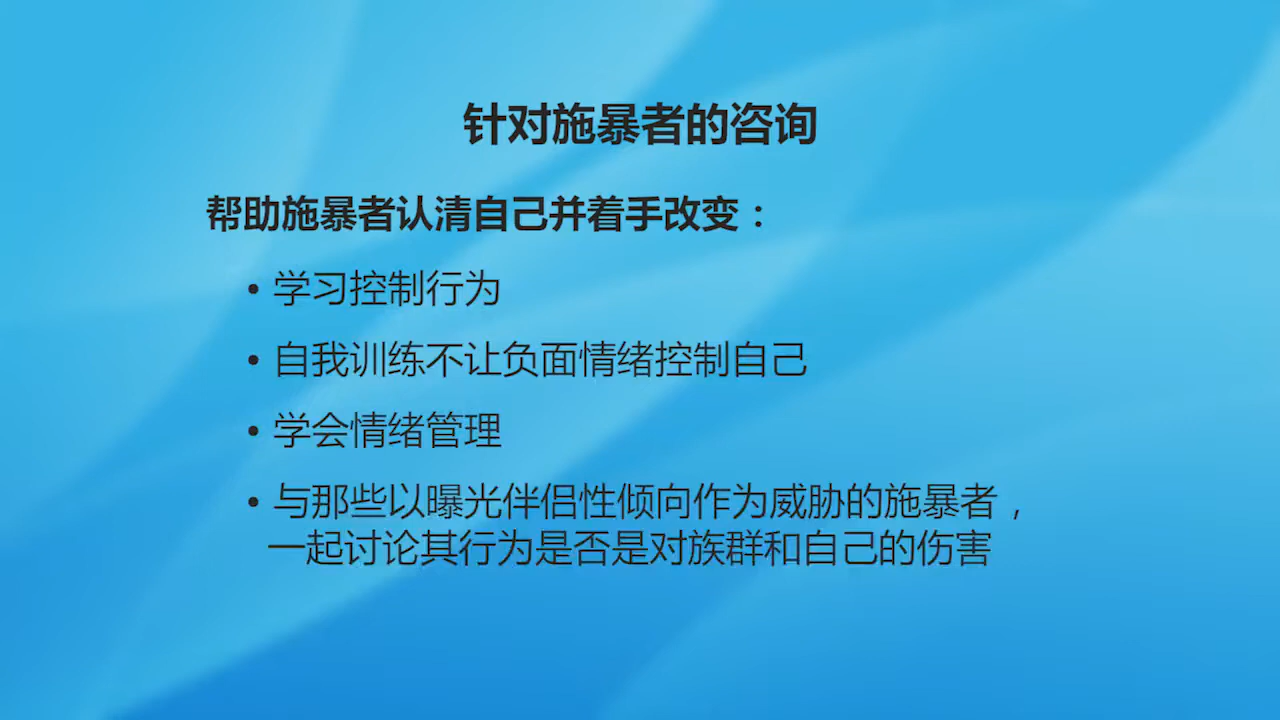 针对施暴者的咨询
帮助施暴者认清自己并着手改变：
• 学习控制行为
• 自我训练不让负面情绪控制自己
• 学会情绪管理
• 与那些以曝光伴侣性倾向作为威胁的施暴者，
一起讨论其行为是否是对族群和自己的伤害